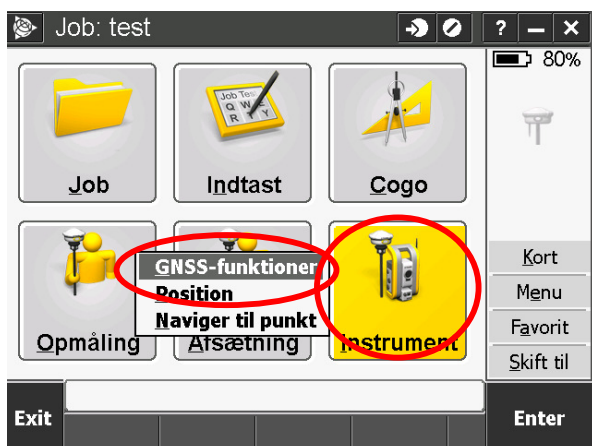 Job: test
?
80%
Job Tes
Q W E
R Y
Job
Indtast
Cogo
GNSS-funktioner
Position
Naviger til punkt
Opmåling
Afsætning
Instrument
Kort
Menu
Favorit
Skift til
Exit
Enter